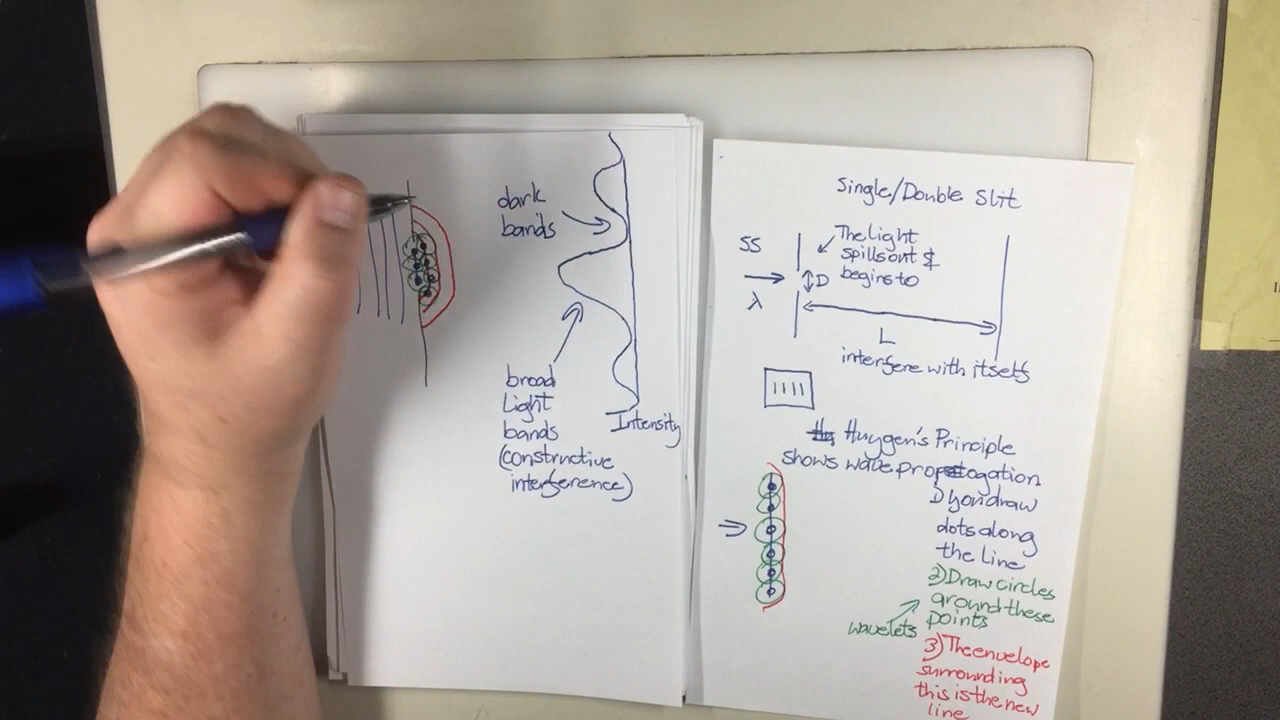 dark
bands
broad
light
bands
(constructive
interference)
Intensity
Single/Double Slit
SS
λ
D
The light
spills out &
begins to
L
interfere with itself
Huygen's Principle
shows wave propogation
1) you draw
dots along
the line
2) Draw circles
around these
points
wavelets
3) The envelope
surrounding
this is the new
line